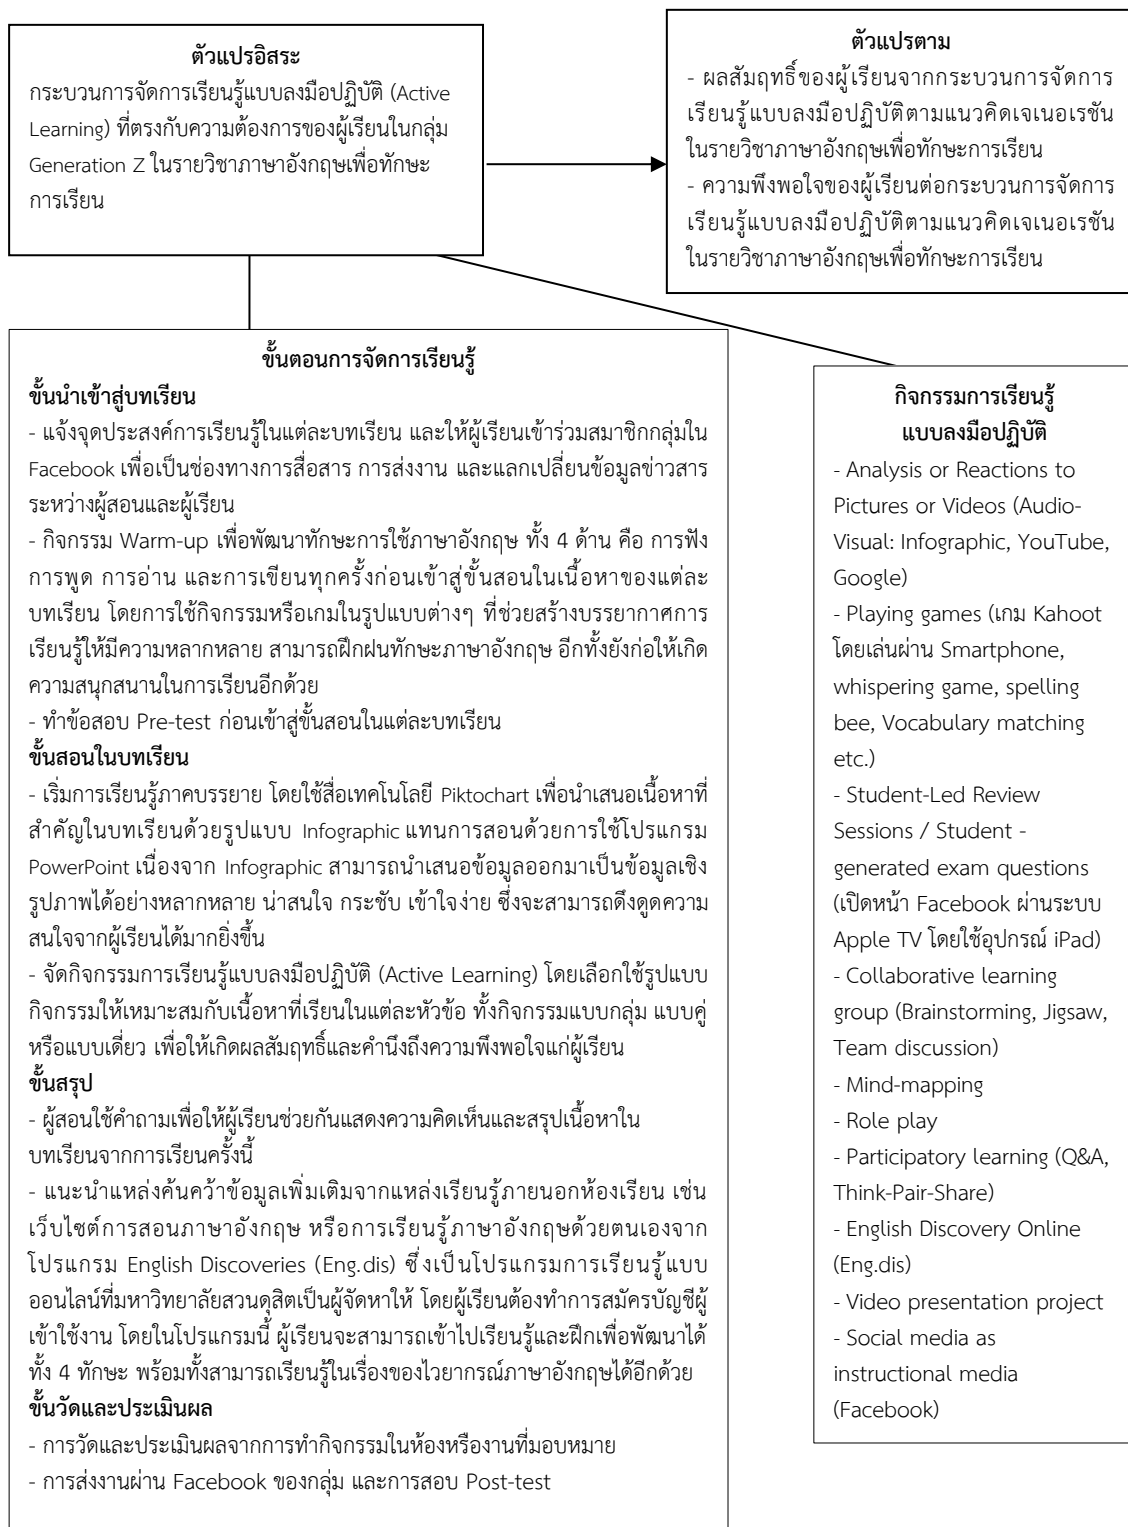 ตัวแปรอิสระ
กระบวนการจัดการเรียนรู้แบบลงมือปฏิบัติ (Active
Learning) ที่ตรงกับความต้องการของผู้เรียนในกลุ่ม
Generation Z ในรายวิชาภาษาอังกฤษเพื่อทักษะ
การเรียน
ตัวแปรตาม
- ผลสัมฤทธิ์ของผู้เรียนจากกระบวนการจัดการ
เรียนรู้แบบลงมือปฏิบัติตามแนวคิดเจเนอเรชัน
ในรายวิชาภาษาอังกฤษเพื่อทักษะการเรียน
- ความพึงพอใจของผู้เรียนต่อกระบวนการจัดการ
เรียนรู้แบบลงมือปฏิบัติตามแนวคิดเจเนอเรชัน
ในรายวิชาภาษาอังกฤษเพื่อทักษะการเรียน
ขั้นตอนการจัดการเรียนรู้
ขั้นนำเข้าสู่บทเรียน
- แจ้งจุดประสงค์การเรียนรู้ในแต่ละบทเรียน และให้ผู้เรียนเข้าร่วมสมาชิกกลุ่มใน
Facebook เพื่อเป็นช่องทางการสื่อสาร การส่งงาน และแลกเปลี่ยนข้อมูลข่าวสาร
ระหว่างผู้สอนและผู้เรียน
- กิจกรรม Warm-up เพื่อพัฒนาทักษะการใช้ภาษาอังกฤษ ทั้ง 4 ด้าน คือ การฟัง
การพูด การอ่าน และการเขียนทุกครั้งก่อนเข้าสู่ขั้นสอนในเนื้อหาของแต่ละ
บทเรียน โดยการใช้กิจกรรมหรือเกมในรูปแบบต่างๆ ที่ช่วยสร้างบรรยากาศการ
เรียนรู้ให้มีความหลากหลาย สามารถฝึกฝนทักษะภาษาอังกฤษ อีกทั้งยังก่อให้เกิด
ความสนุกสนานในการเรียนอีกด้วย
- ทำข้อสอบ Pre-test ก่อนเข้าสู่ขั้นสอนในแต่ละบทเรียน
ขั้นสอนในบทเรียน
- เริ่มการเรียนรู้ภาคบรรยาย โดยใช้สื่อเทคโนโลยี Piktochart เพื่อนำเสนอเนื้อหาที่
สำคัญในบทเรียนด้วยรูปแบบ Infographic แทนการสอนด้วยการใช้โปรแกรม
PowerPoint เนื่องจาก Infographic สามารถนำเสนอข้อมูลออกมาเป็นข้อมูลเชิง
รูปภาพได้อย่างหลากหลาย น่าสนใจ กระชับ เข้าใจง่าย ซึ่งจะสามารถดึงดูดความ
สนใจจากผู้เรียนได้มากยิ่งขึ้น
- จัดกิจกรรมการเรียนรู้แบบลงมือปฏิบัติ (Active Learning) โดยเลือกใช้รูปแบบ
กิจกรรมให้เหมาะสมกับเนื้อหาที่เรียนในแต่ละหัวข้อ ทั้งกิจกรรมแบบกลุ่ม แบบคู่
หรือแบบเดี่ยว เพื่อให้เกิดผลสัมฤทธิ์และคำนึงถึงความพึงพอใจแก่ผู้เรียน
ขั้นสรุป
- ผู้สอนใช้คำถามเพื่อให้ผู้เรียนช่วยกันแสดงความคิดเห็นและสรุปเนื้อหาใน
บทเรียนจากการเรียนครั้งนี้
- แนะนำแหล่งค้นคว้าข้อมูลเพิ่มเติมจากแหล่งเรียนรู้ภายนอกห้องเรียน เช่น
เว็บไซต์การสอนภาษาอังกฤษ หรือการเรียนรู้ภาษาอังกฤษด้วยตนเองจาก
โปรแกรม English Discoveries (Eng.dis) ซึ่งเป็นโปรแกรมการเรียนรู้แบบ
ออนไลน์ที่มหาวิทยาลัยสวนดุสิตเป็นผู้จัดหาให้ โดยผู้เรียนต้องทำการสมัครบัญชีผู้
เข้าใช้งาน โดยในโปรแกรมนี้ ผู้เรียนจะสามารถเข้าไปเรียนรู้และฝึกเพื่อพัฒนาได้
ทั้ง 4 ทักษะ พร้อมทั้งสามารถเรียนรู้ในเรื่องของไวยากรณ์ภาษาอังกฤษได้อีกด้วย
ขั้นวัดและประเมินผล
- การวัดและประเมินผลจากการทำกิจกรรมในห้องหรืองานที่มอบหมาย
- การส่งงานผ่าน Facebook ของกลุ่ม และการสอบ Post-test
กิจกรรมการเรียนรู้
แบบลงมือปฏิบัติ
- Analysis or Reactions to
Pictures or Videos (Audio-
Visual: Infographic, YouTube,
Google)
- Playing games (เกม Kahoot
โดยเล่นผ่าน Smartphone,
whispering game, spelling
bee, Vocabulary matching
etc.)
- Student-Led Review
Sessions / Student -
generated exam questions
(เปิดหน้า Facebook ผ่านระบบ
Apple TV โดยใช้อุปกรณ์ iPad)
- Collaborative learning
group (Brainstorming, Jigsaw,
Team discussion)
- Mind-mapping
- Role play
- Participatory learning (Q&A,
Think-Pair-Share)
- English Discovery Online
(Eng.dis)
- Video presentation project
- Social media as
instructional media
(Facebook)